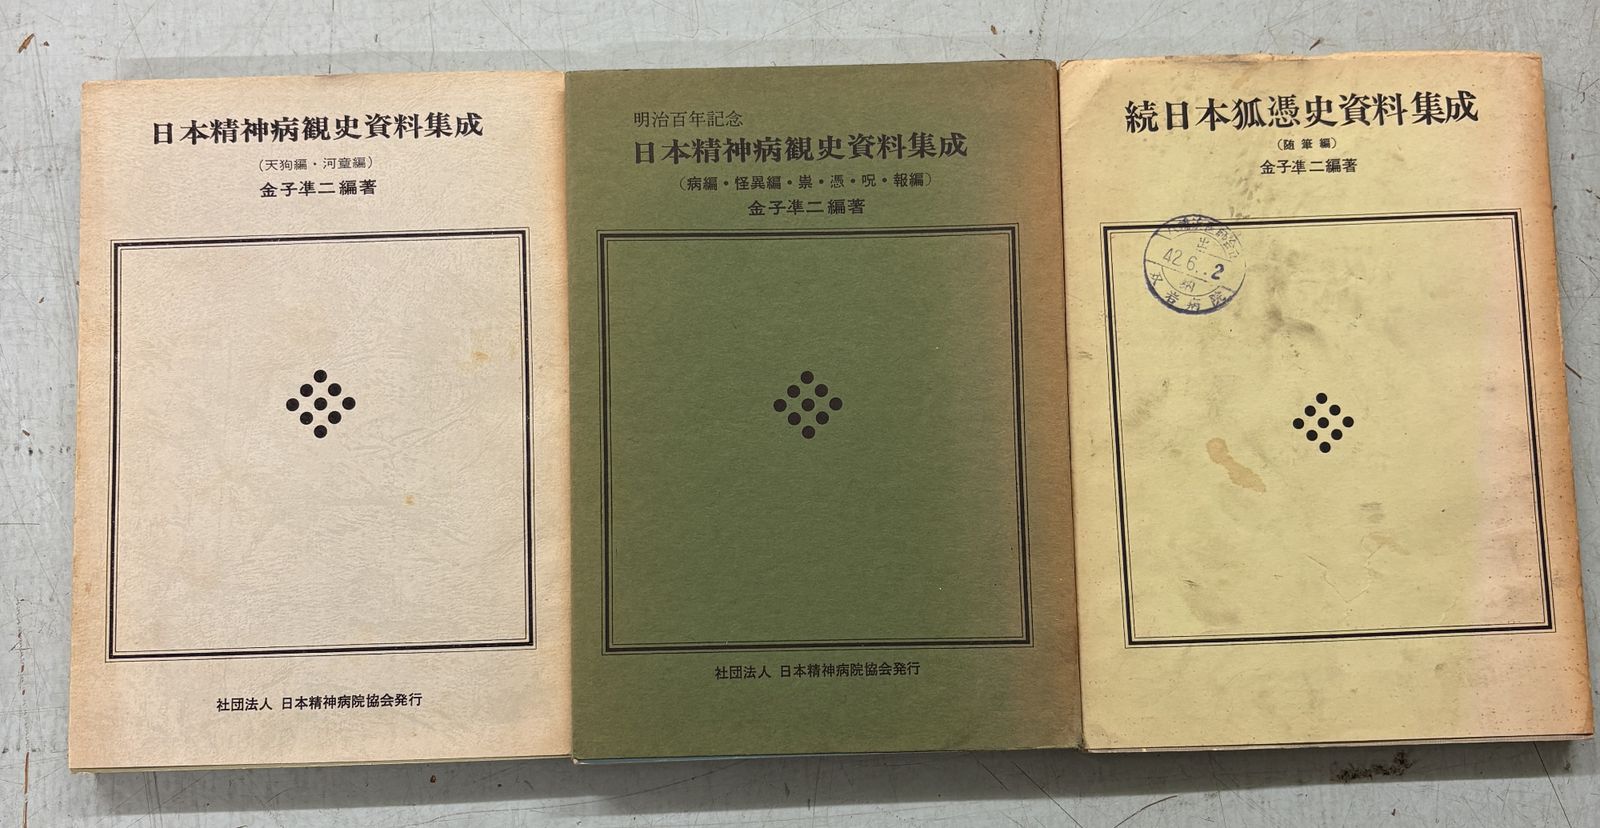 日本精神病観史資料集成
(天狗編・河童編)
金子準二編著
社団法人 日本精神病院協会発行
明治百年記念
日本精神病観史資料集成
(病編・怪異編・祟・憑・呪・報編)
金子準二編著
社団法人 日本精神病院協会発行
続日本狐憑史資料集成
(随筆編)
金子準二編著
42.6..2
病院